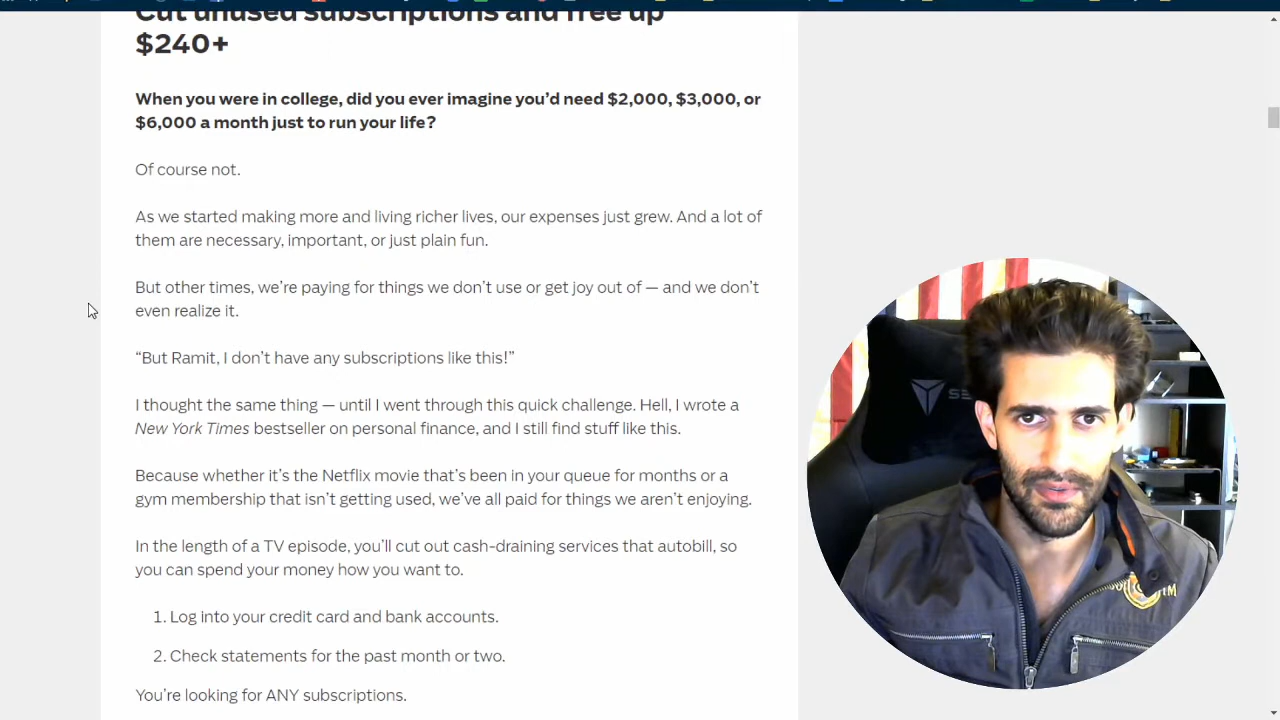 Cut unused subscriptions and free up
$240+
When you were in college, did you ever imagine you’d need $2,000, $3,000, or
$6,000 a month just to run your life?
Of course not.
As we started making more and living richer lives, our expenses just grew. And a lot of
them are necessary, important, or just plain fun.
But other times, we’re paying for things we don’t use or get joy out of — and we don’t
even realize it.
“But Ramit, I don’t have any subscriptions like this!”
I thought the same thing — until I went through this quick challenge. Hell, I wrote a
New York Times bestselleron personal finance, and I still find stuff like this.
Because whether it’s the Netflix movie that’s been in your queue for months or a
gym membership that isn’t getting used, we’ve all paid for things we aren’t enjoying.
In the length of a TV episode, you’ll cut out cash-draining services that autobill, so
you can spend your money how you want to.
1. Log into your credit card and bank accounts.
2. Check statements for the past month or two.
You’re looking for ANY subscriptions.